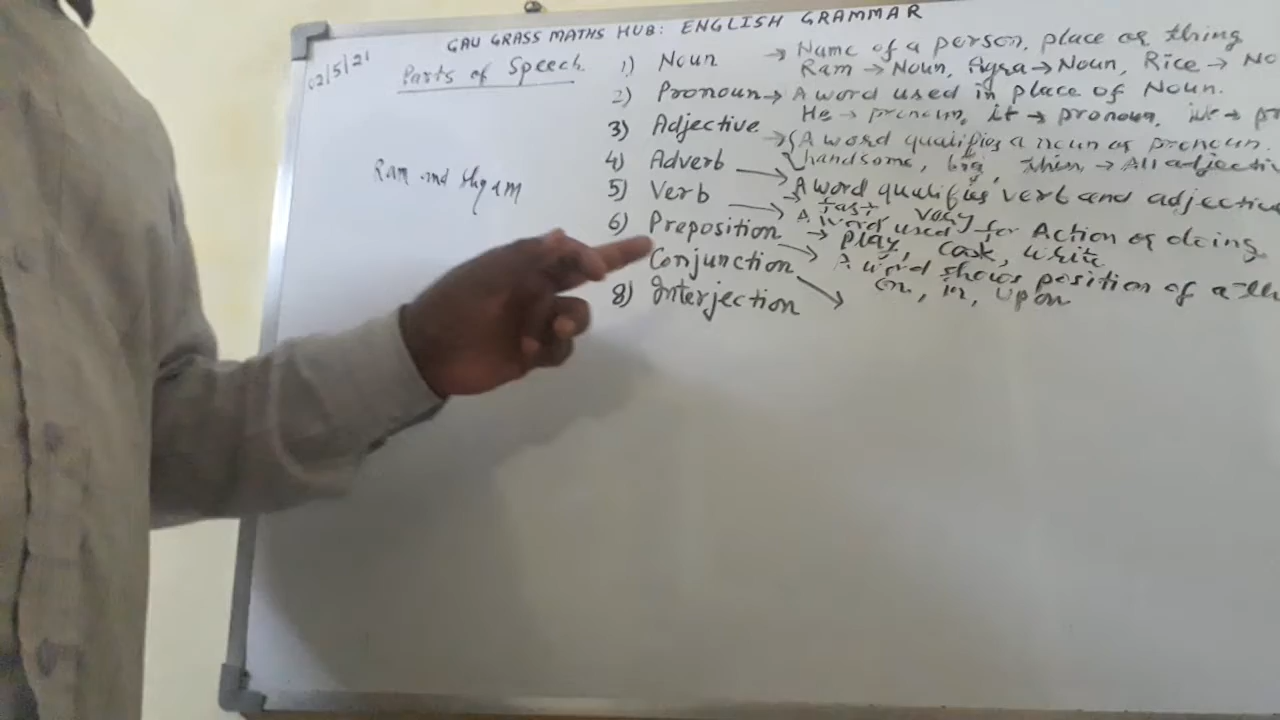 GAU GRASS MATHS HUB: ENGLISH GRAMMAR
02/5/21
Parts of Speech
Ram and Shyam
1) Noun → Name of a person, place or thing
Ram → Noun, Agra → Noun, Rice → No
2) Pronoun → A word used in place of Noun.
He → pronoun, it → pronoun,
3) Adjective → A word qualifies a noun or pronoun.
handsome, big, thin, → All adjectiv
4) Adverb → A word qualifies verb and adjective
fast, very
5) Verb → A word used for Action or doing
→ play, cook, write
6) Preposition → A word shows position of a th
on, in, upon
Conjunction →
8) Interjection